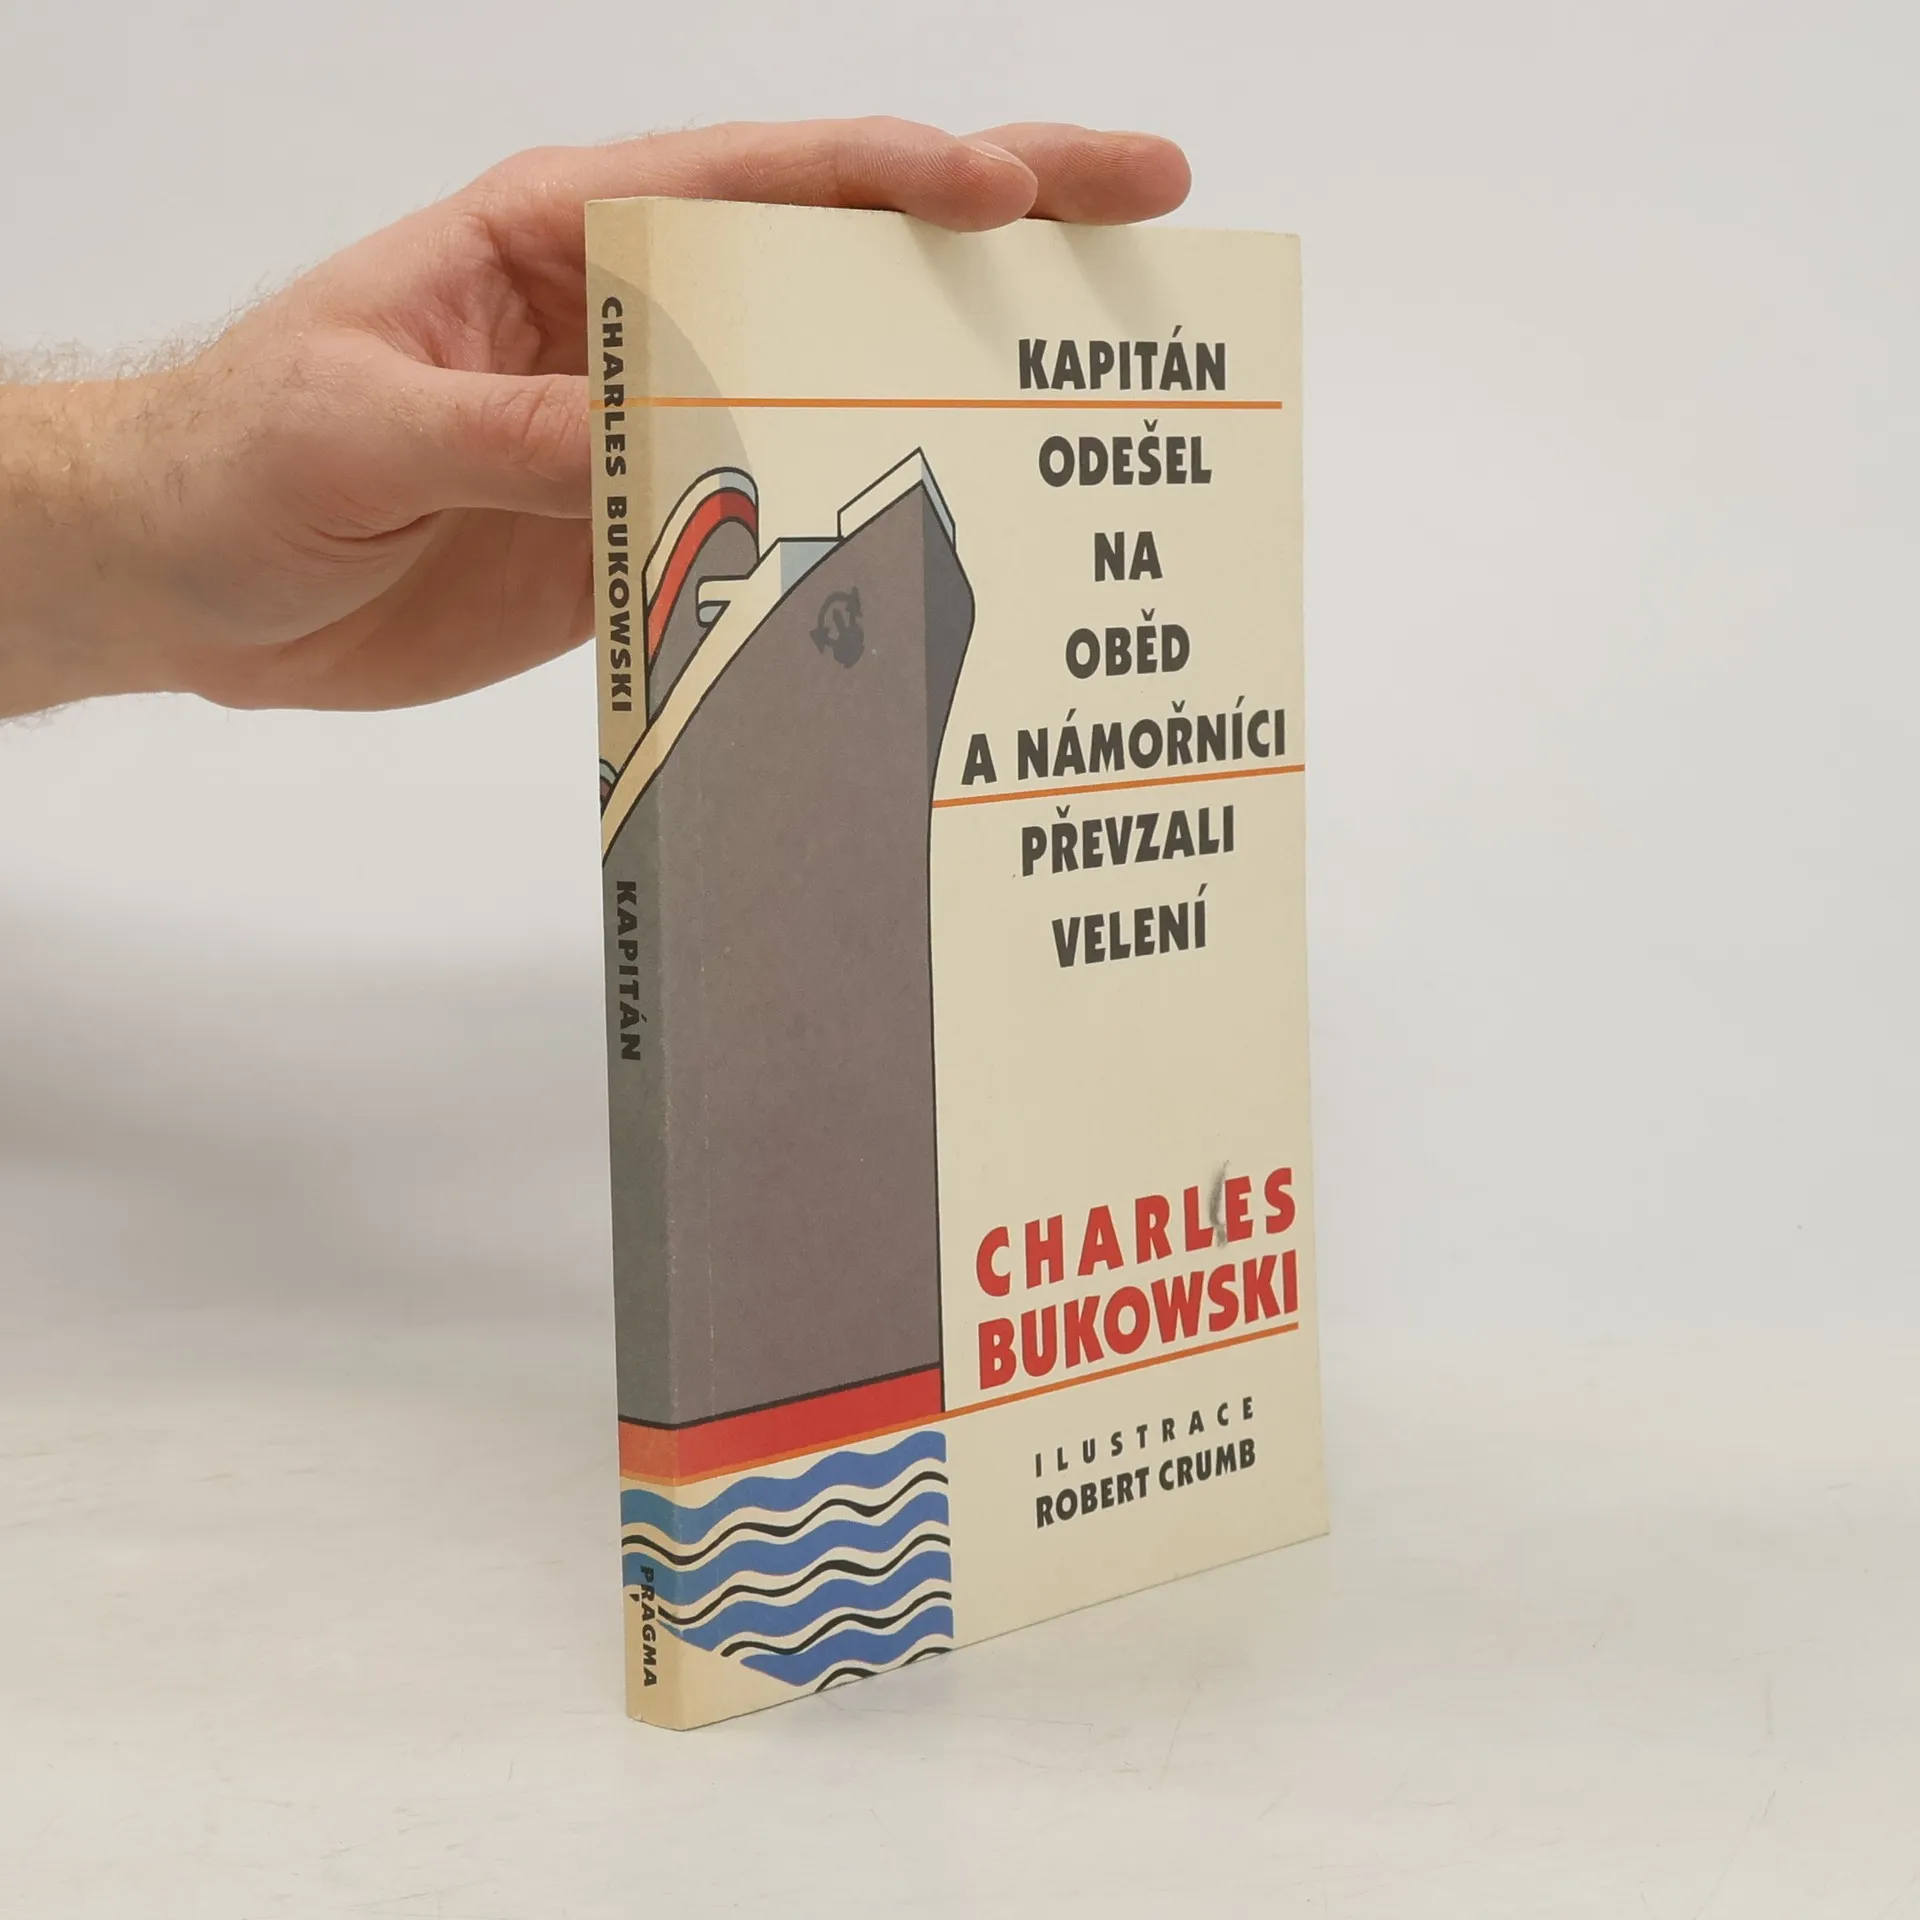 CHARLES BUKOWSKI
KAPITÁN
PRAGMA
KAPITÁN
ODEŠEL
NA
OBĚD
A NÁMOŘNÍCI
PŘEVZALI
VELENÍ
CHARLES
BUKOWSKI
ILUSTRACE
ROBERT CRUMB